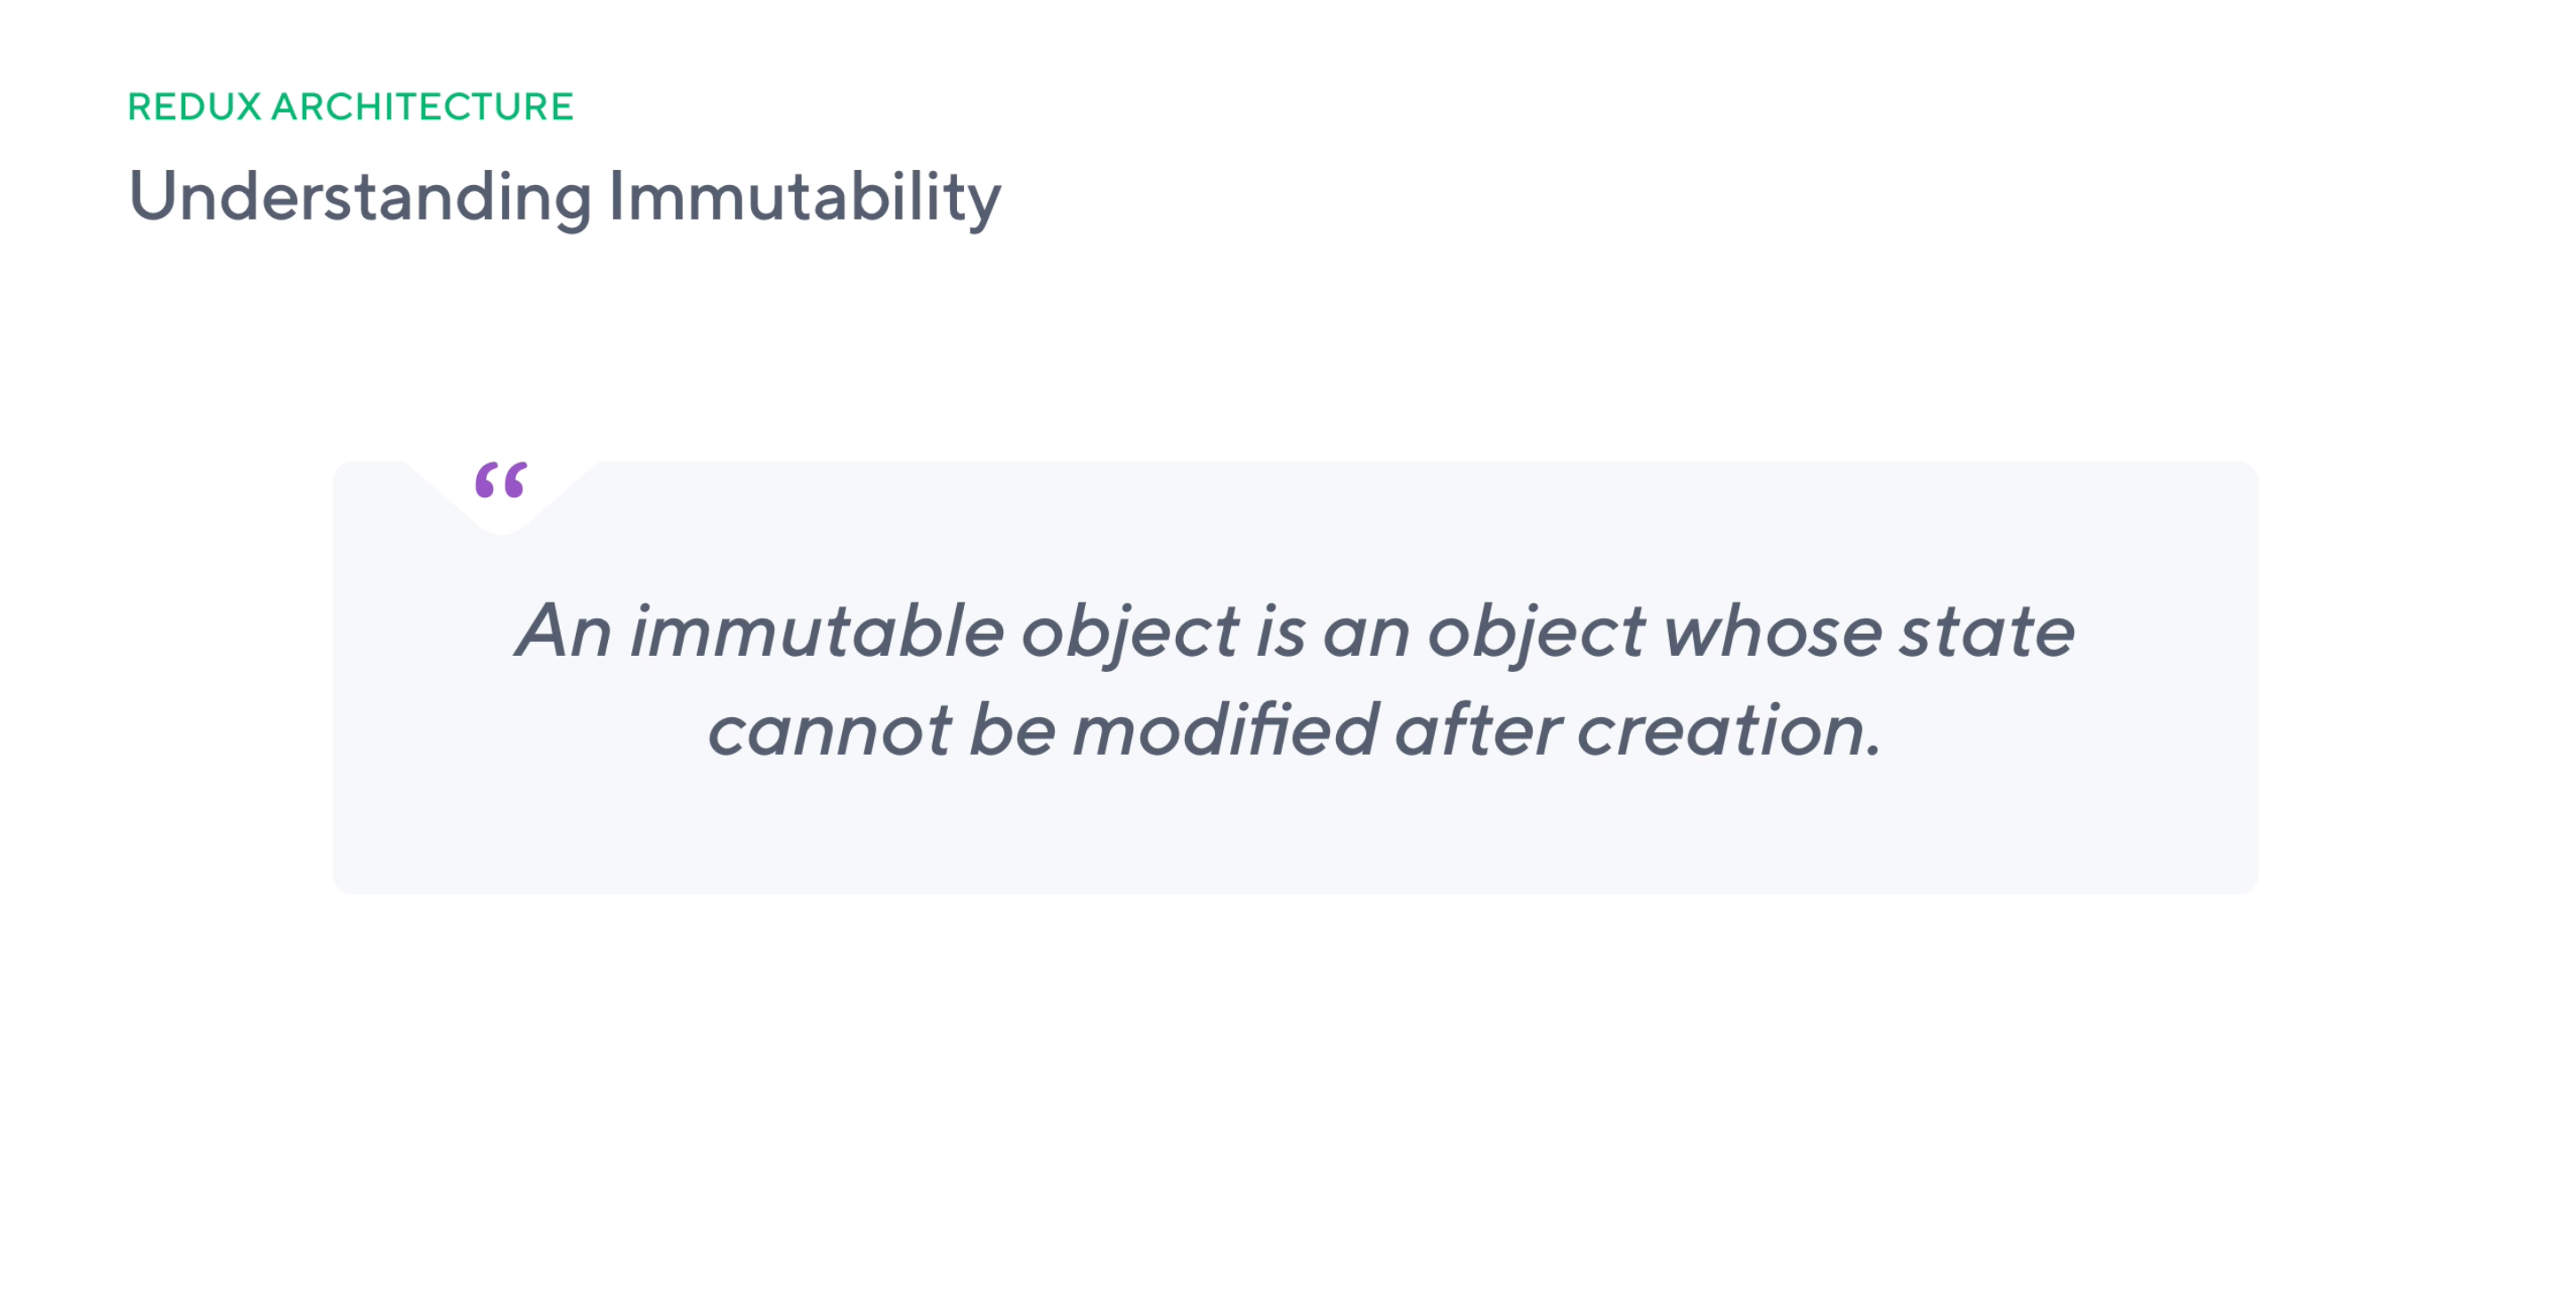 REDUX ARCHITECTURE
Understanding Immutability
“
An immutable object is an object whose state
cannot be modified after creation.